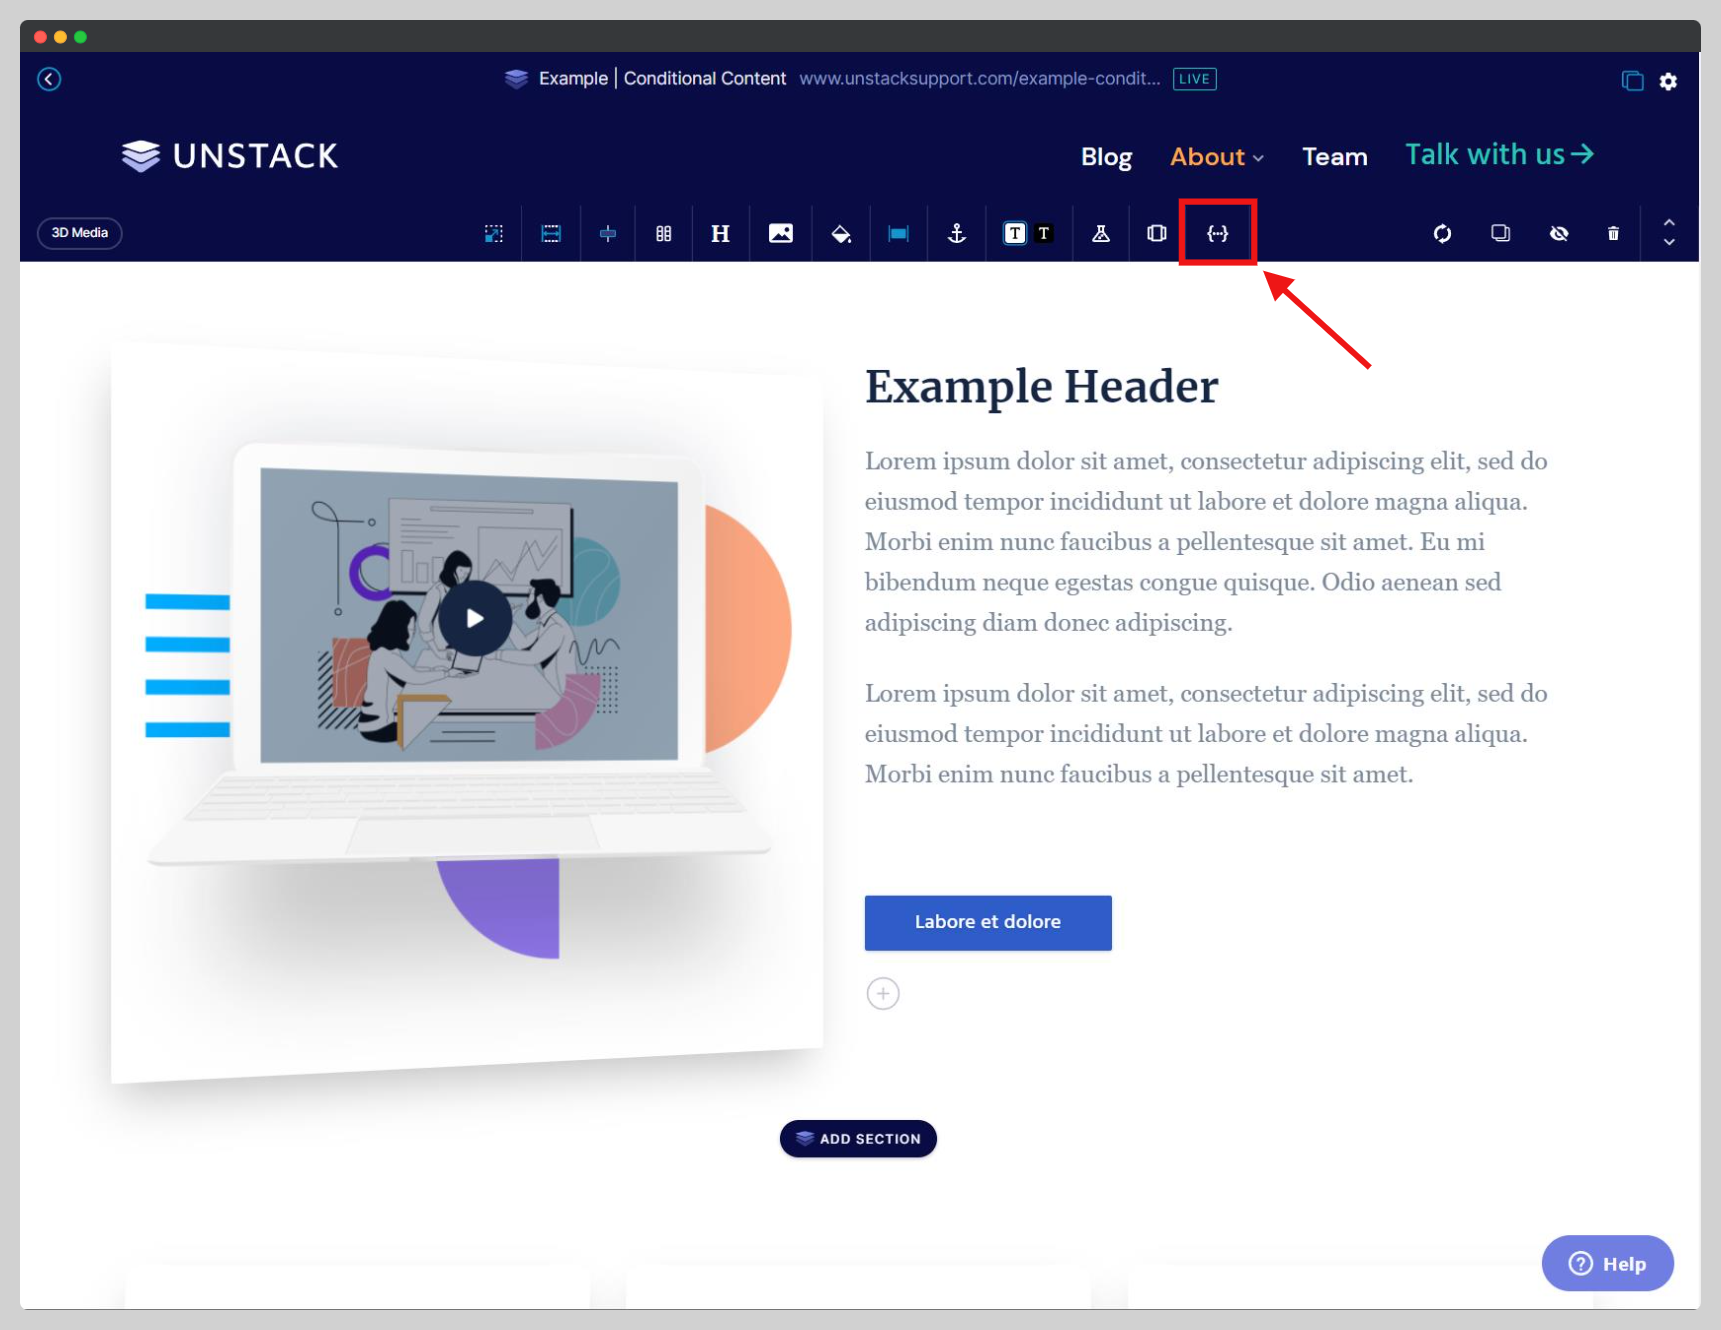 Example | Conditional Content www.unstacksupport.com/example-condit... LIVE
UNSTACK
Blog About Team Talk with us
3D Media
H T T {··}
Example Header
Lorem ipsum dolor sit amet, consectetur adipiscing elit, sed do
eiusmod tempor incididunt ut labore et dolore magna aliqua.
Morbi enim nunc faucibus a pellentesque sit amet. Eu mi
bibendum neque egestas congue quisque. Odio aenean sed
adipiscing diam donec adipiscing.
Lorem ipsum dolor sit amet, consectetur adipiscing elit, sed do
eiusmod tempor incididunt ut labore et dolore magna aliqua.
Morbi enim nunc faucibus a pellentesque sit amet.
Labore et dolore
ADD SECTION
? Help